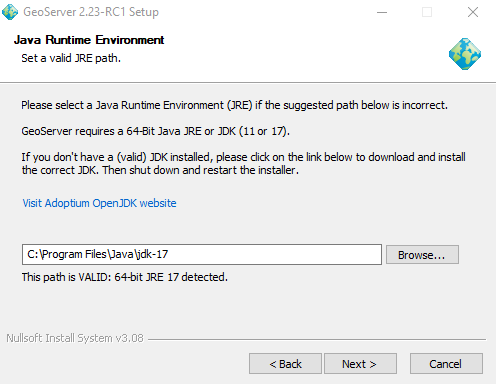 GeoServer 2.23-RC1 Setup
Java Runtime Environment
Set a valid JRE path.
Please select a Java Runtime Environment (JRE) if the suggested path below is incorrect.
GeoServer requires a 64-Bit Java JRE or JDK (11 or 17).
If you don't have a (valid) JDK installed, please click on the link below to download and install
the correct JDK. Then shut down and restart the installer.
Visit Adoptium OpenJDK website
C:\Program Files\Java\jdk-17
Browse...
This path is VALID: 64-bit JRE 17 detected.
Nullsoft Install System v3.08
< Back
Next >
Cancel